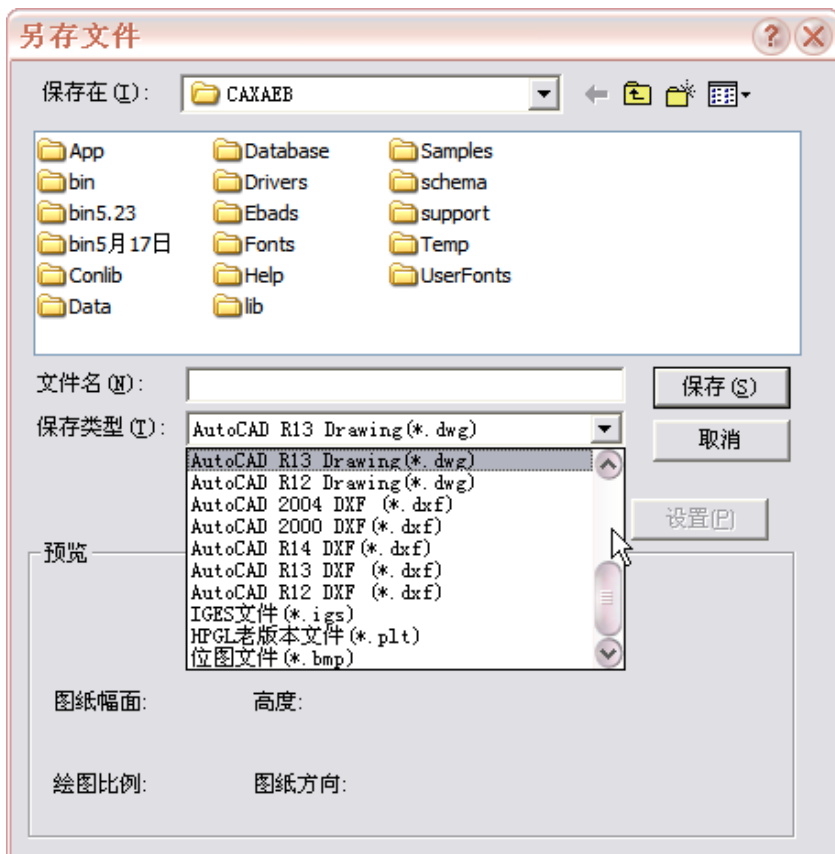 另存文件
保存在(I):
CAXAEB
App
Database
Samples
bin
Drivers
schema
bin5.23
Ebads
support
bin5月17日
Fonts
Temp
Conlib
Help
UserFonts
Data
lib
文件名(N):
保存(S)
保存类型(T):
AutoCAD R13 Drawing(*.dwg)
取消
AutoCAD R13 Drawing(*.dwg)
AutoCAD R12 Drawing(*.dwg)
AutoCAD 2004 DXF (*.dxf)
AutoCAD 2000 DXF(*.dxf)
AutoCAD R14 DXF(*.dxf)
AutoCAD R13 DXF (*.dxf)
AutoCAD R12 DXF (*.dxf)
IGES文件(*.igs)
HPGL老版本文件(*.plt)
位图文件(*.bmp)
设置(P)
预览
图纸幅面:
高度:
绘图比例:
图纸方向: